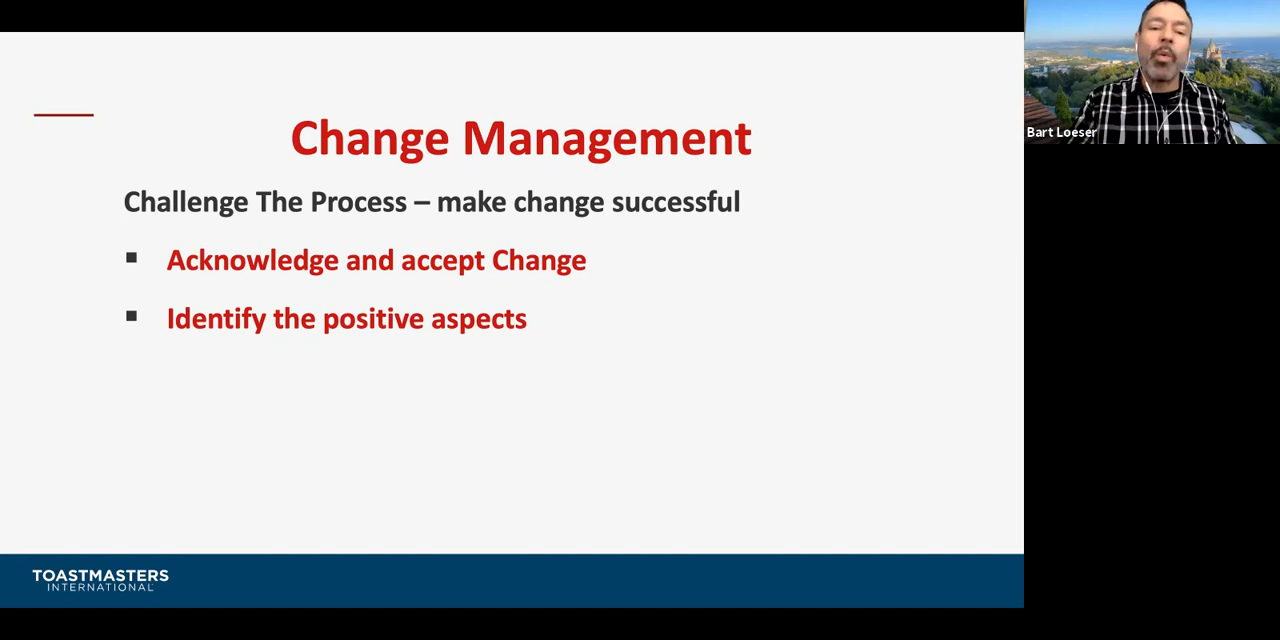 Change Management
Challenge The Process – make change successful
▪ Acknowledge and accept Change
▪ Identify the positive aspects
TOASTMASTERS
INTERNATIONAL
Bart Loeser